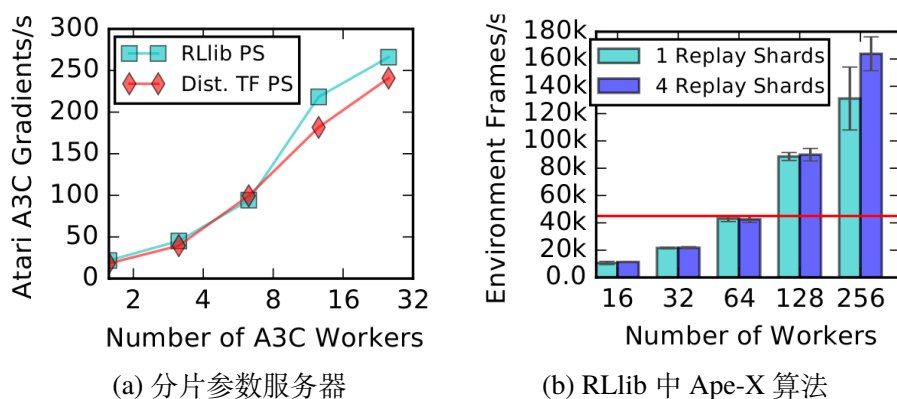 Atari A3C Gradients/s
300
250
200
150
100
50
0
RLlib PS
Dist. TF PS
2 4 8 16 32
Number of A3C Workers
(a) 分片参数服务器
Environment Frames/s
180k
160k
140k
120k
100k
80k
60k
40k
20k
0.0
1 Replay Shards
4 Replay Shards
16 32 64 128 256
Number of Workers
(b) RLlib 中 Ape-X 算法